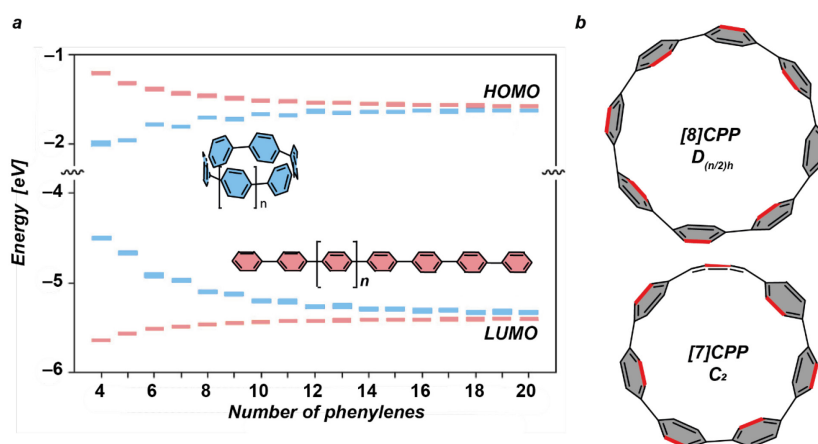 a
b
−1
−2
−4
−5
−6
Energy [eV]
HOMO
LUMO
n
n
4 6 8 10 12 14 16 18 20
Number of phenylenes
[8]CPP
D(n/2)h
[7]CPP
C₂